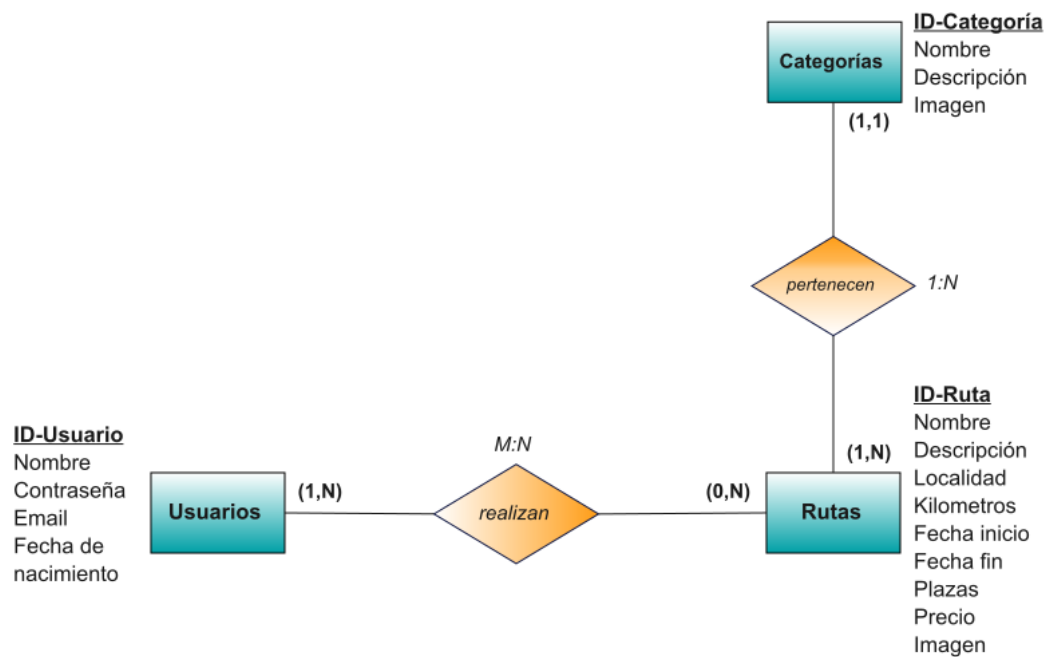 Categorías
ID-Categoría
Nombre
Descripción
Imagen
(1,1)
pertenecen
1:N
ID-Usuario
Nombre
Contraseña
Email
Fecha de
nacimiento
Usuarios
(1,N)
M:N
realizan
(0,N)
(1,N)
Rutas
ID-Ruta
Nombre
Descripción
Localidad
Kilometros
Fecha inicio
Fecha fin
Plazas
Precio
Imagen